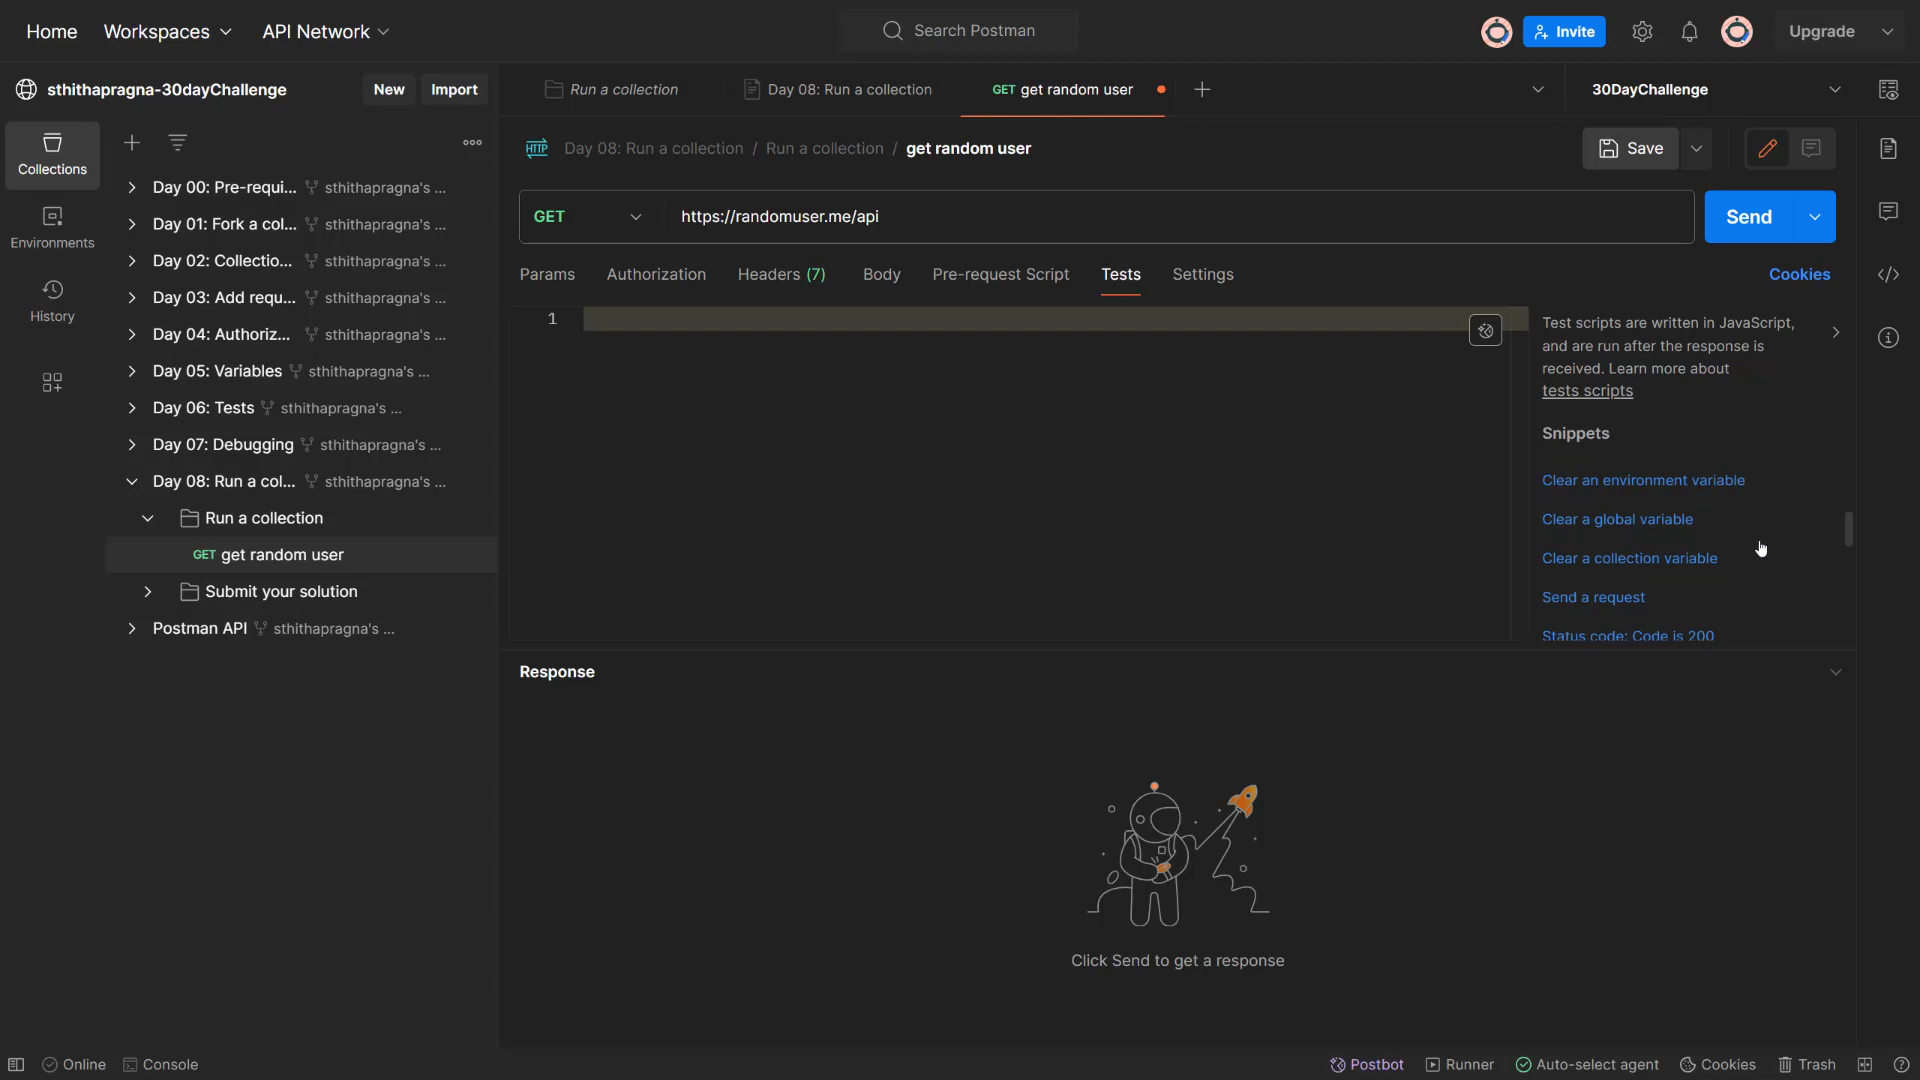 Home
Workspaces
API Network
Search Postman
Invite
Upgrade
sthithapragna-30dayChallenge
New
Import
Run a collection
Day 08: Run a collection
GET get random user
30DayChallenge
Collections
Environments
History
Day 00: Pre-requi... sthithapragna's ...
Day 01: Fork a col... sthithapragna's ...
Day 02: Collectio... sthithapragna's ...
Day 03: Add requ... sthithapragna's ...
Day 04: Authoriz... sthithapragna's ...
Day 05: Variables sthithapragna's ...
Day 06: Tests sthithapragna's ...
Day 07: Debugging sthithapragna's ...
Day 08: Run a col... sthithapragna's ...
Run a collection
GET get random user
Submit your solution
Postman API sthithapragna's ...
HTTP Day 08: Run a collection / Run a collection / get random user
Save
GET
https://randomuser.me/api
Send
Params
Authorization
Headers (7)
Body
Pre-request Script
Tests
Settings
Cookies
1
Test scripts are written in JavaScript,
and are run after the response is
received. Learn more about
tests scripts
Snippets
Clear an environment variable
Clear a global variable
Clear a collection variable
Send a request
Status code: Code is 200
Response
Click Send to get a response
Online
Console
Postbot
Runner
Auto-select agent
Cookies
Trash